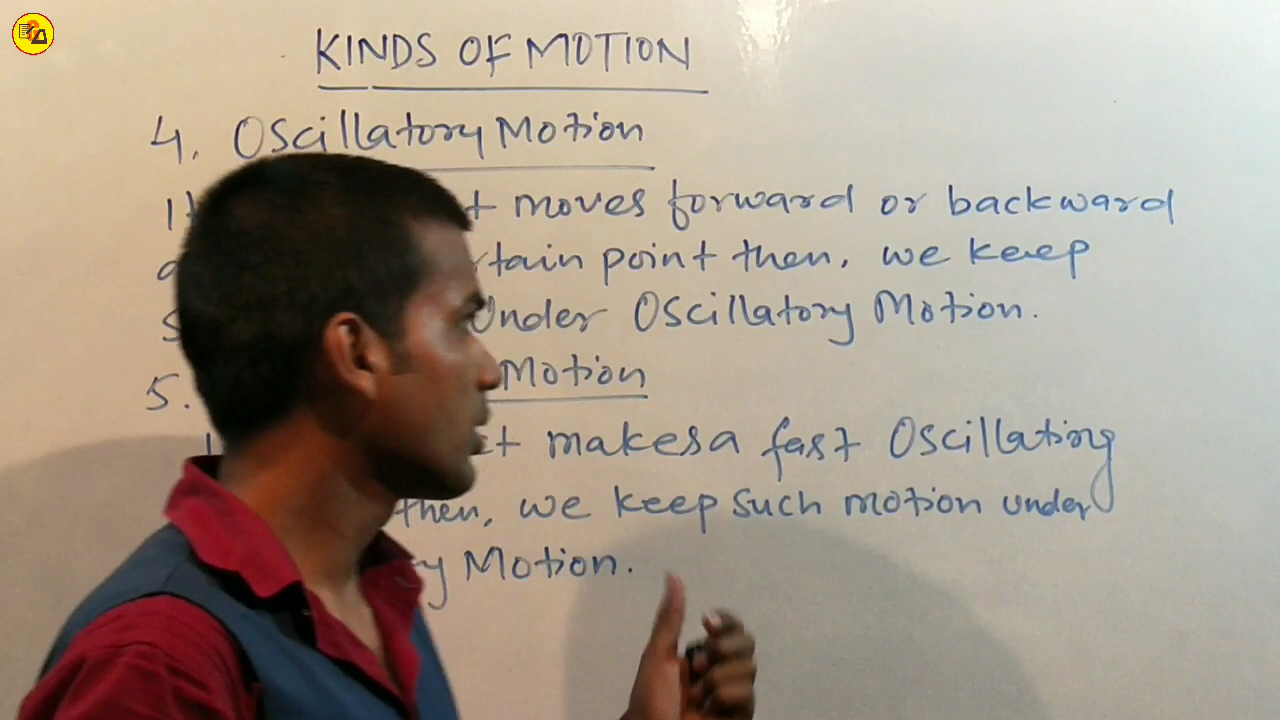 KINDS OF MOTION
4. Oscillatory Motion
moves forward or backward
point then, we keep
Under Oscillatory Motion.
5. Motion
makes a fast Oscillating
then, we keep such motion under
Motion.